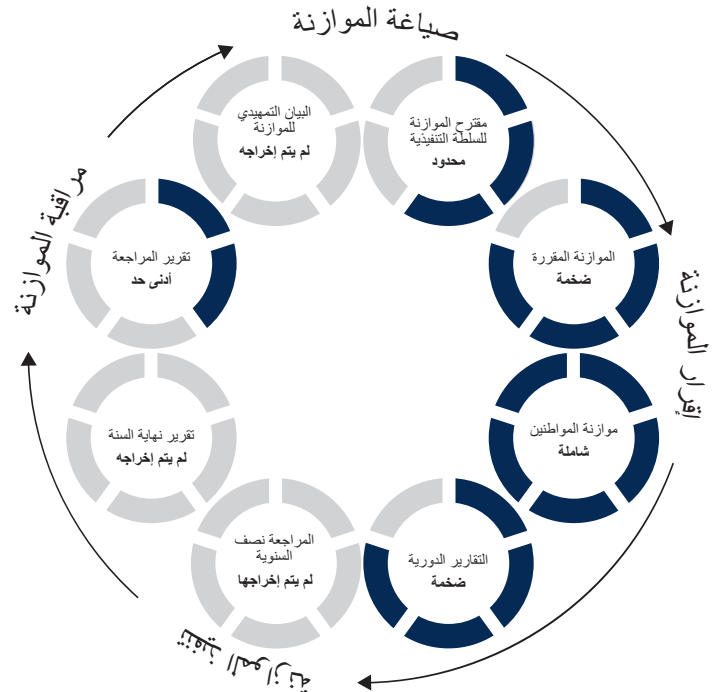 صياغة الموازنة
البيان التمهيدي
للموازنة
لم يتم إخراجه
مقترح الموازنة
للسلطة التنفيذية
محدود
إقرار الموازنة
الموازنة المقررة
ضخمة
موازنة المواطنين
شاملة
تنفيذ الموازنة
التقارير الدورية
ضخمة
المراجعة نصف
السنوية
لم يتم إخراجها
تقرير نهاية السنة
لم يتم إخراجه
مراقبة الموازنة
تقرير المراجعة
أدنى حد